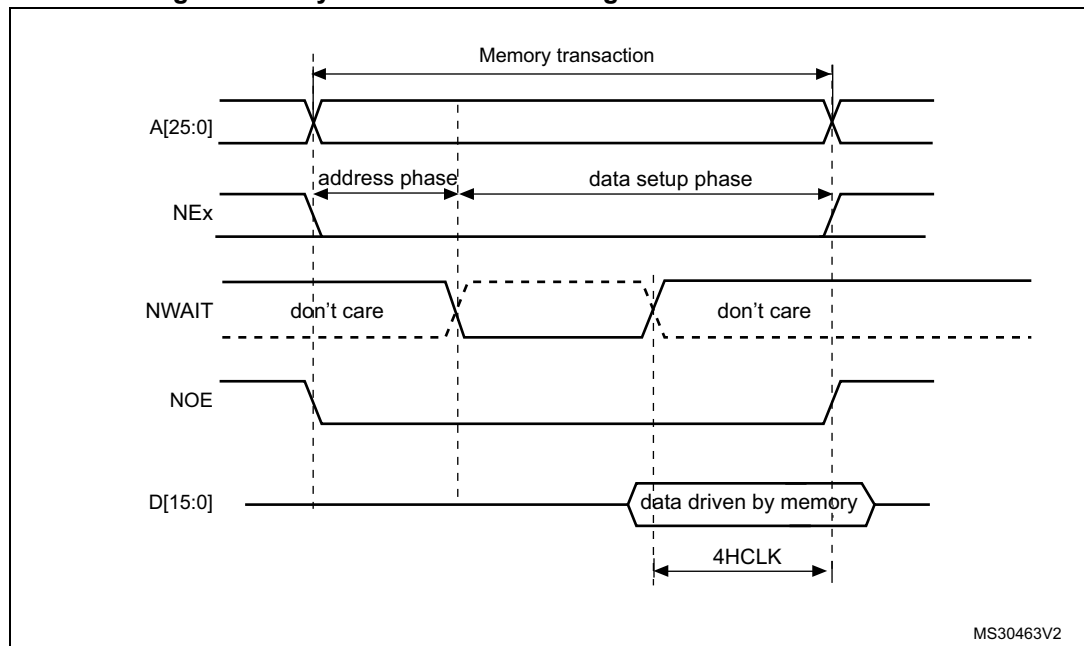 Memory transaction
A[25:0]
address phase
data setup phase
NEx
NWAIT
don't care
don't care
NOE
D[15:0]
data driven by memory
4HCLK
MS30463V2